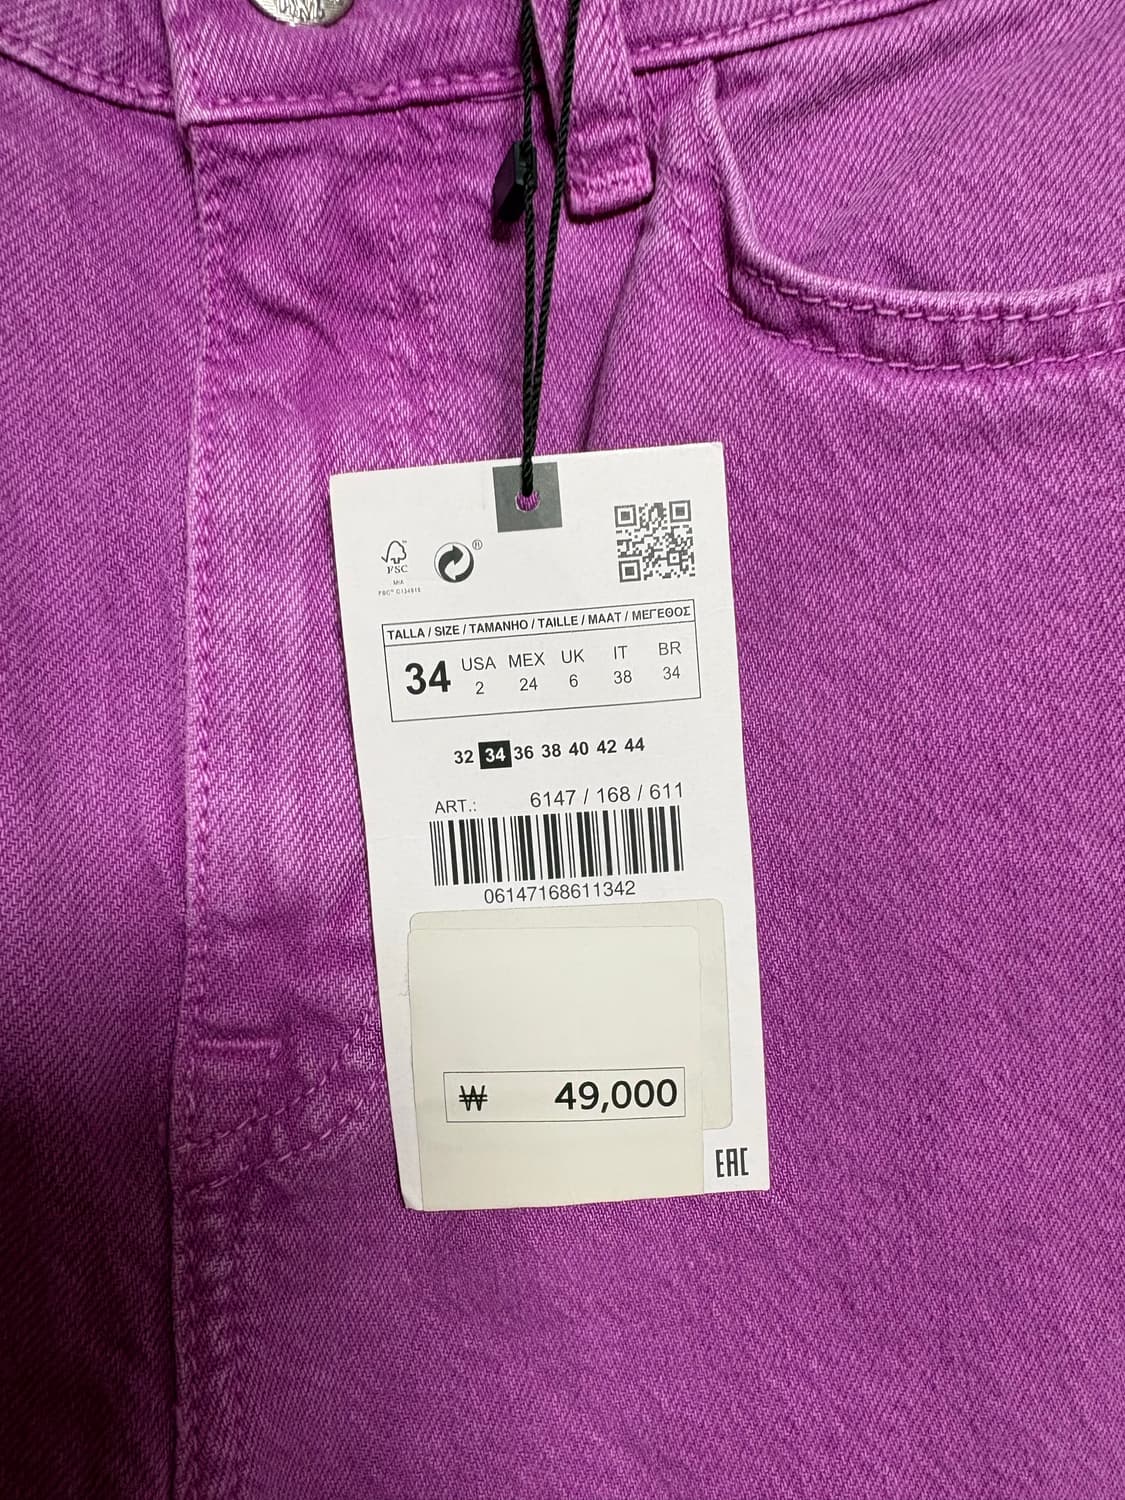 FSC
MIX
®
TALLA / SIZE / TAMANHO / TAILLE / MAAT / ΜΕΓΕΘΟΣ
34 USA MEX UK IT BR
2 24 6 38 34
32 34 36 38 40 42 44
ART.: 6147 / 168 / 611
06147168611342
₩ 49,000
EAC